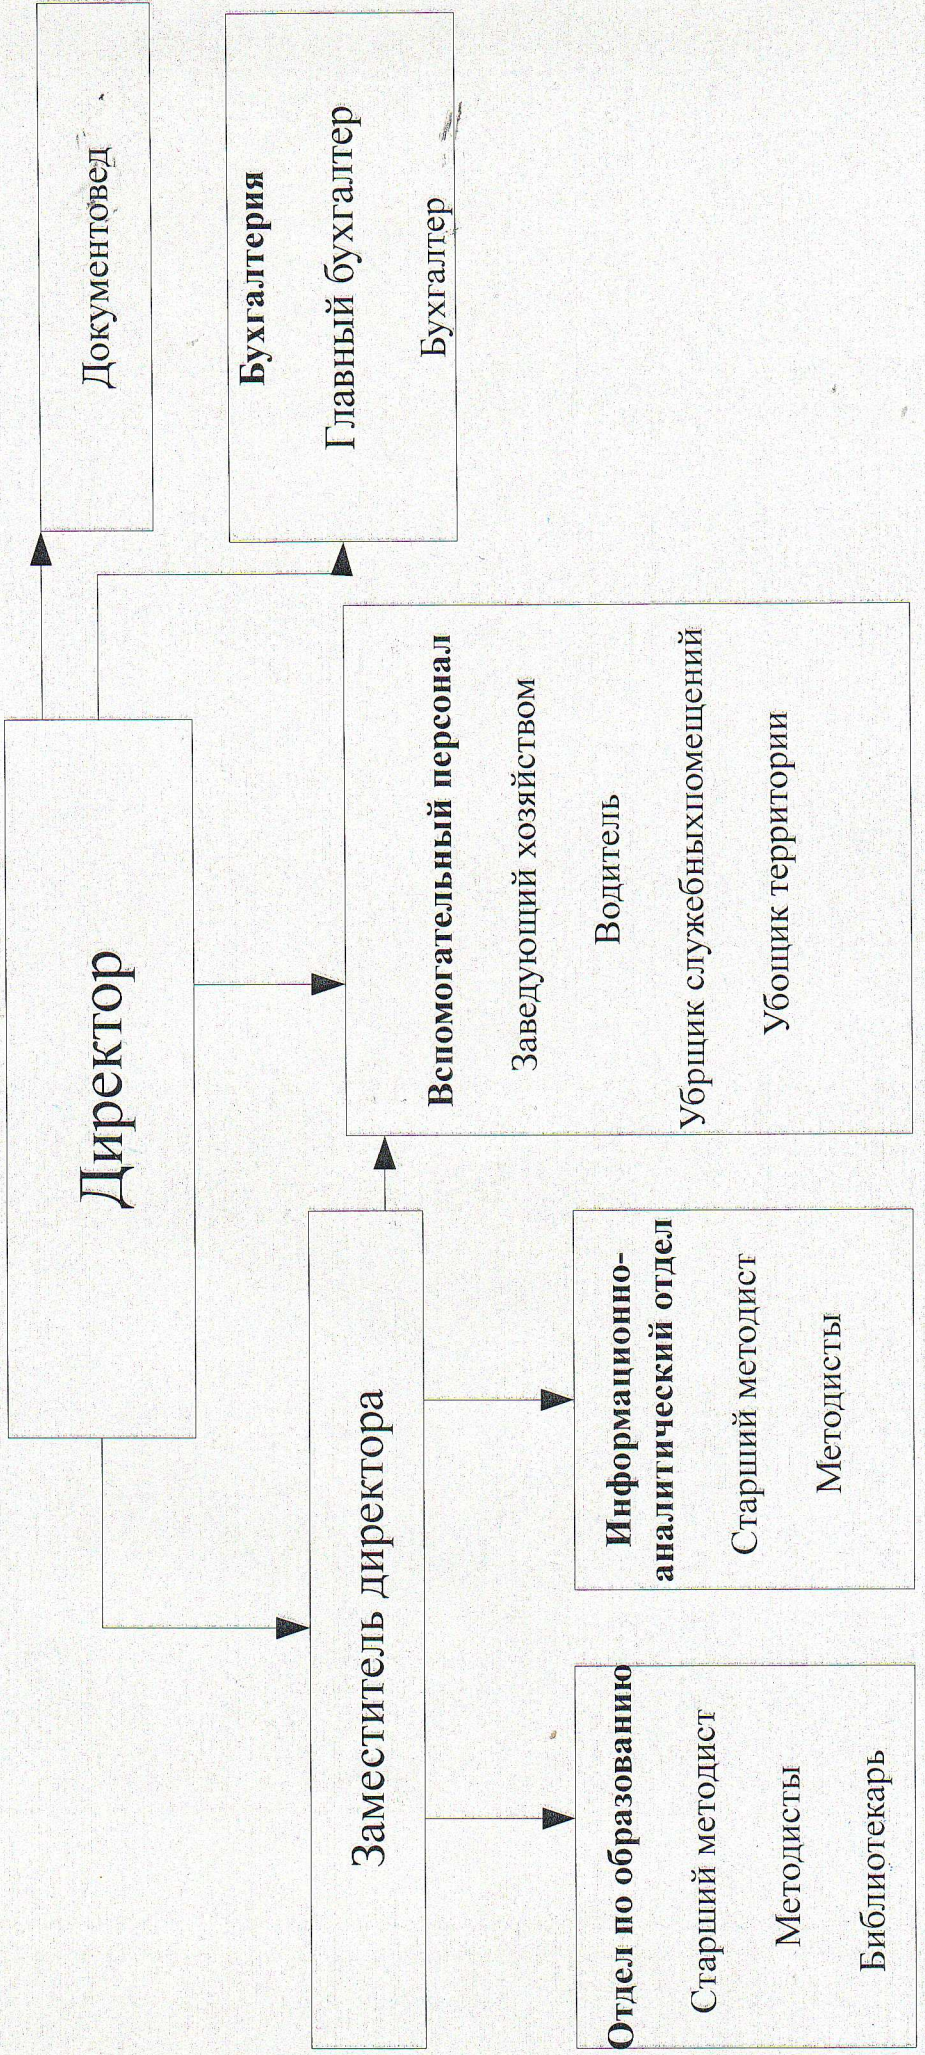 Директор
Документовед
Бухгалтерия
Главный бухгалтер
Бухгалтер
Заместитель директора
Вспомогательный персонал
Заведующий хозяйством
Водитель
Убрщик служебныхпомещений
Убощик территории
Отдел по образованию
Старший методист
Методисты
Библиотекарь
Информационно-
аналитический отдел
Старший методист
Методисты